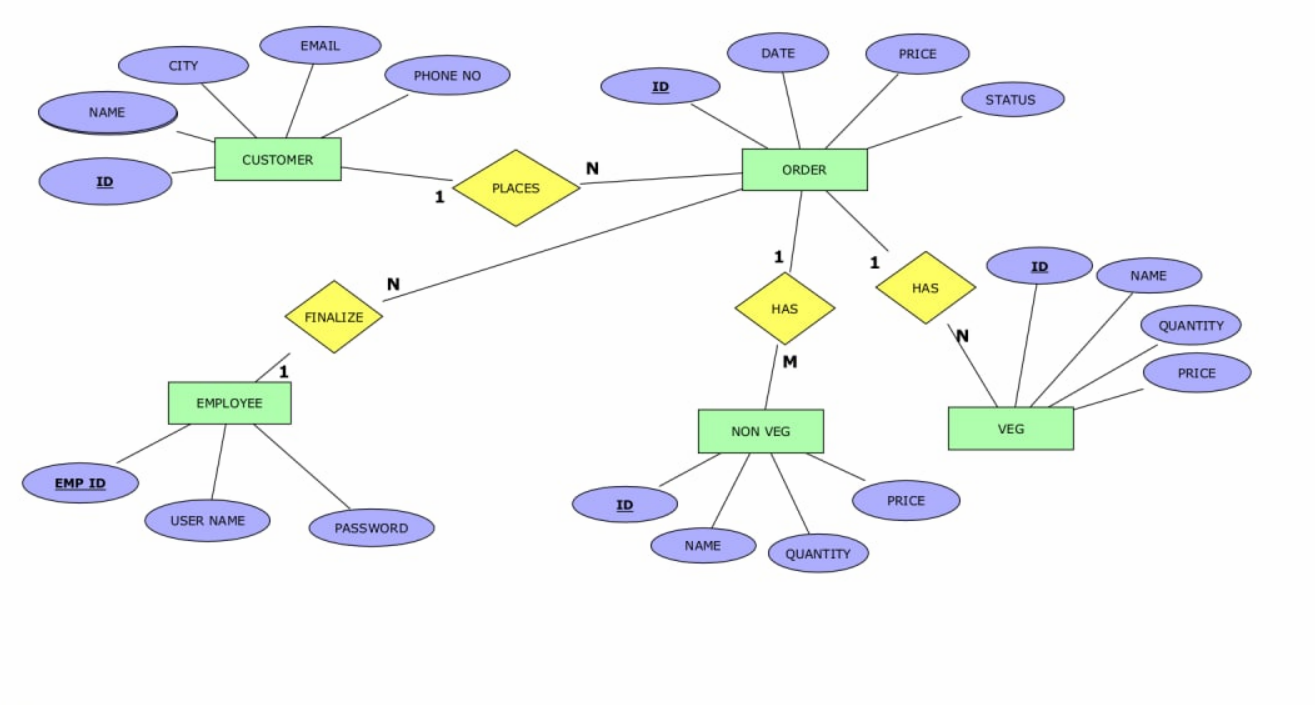 EMAIL
CITY
PHONE NO
NAME
ID
CUSTOMER
1
PLACES
N
DATE
PRICE
ID
STATUS
ORDER
N
FINALIZE
1
EMPLOYEE
EMP ID
USER NAME
PASSWORD
1
HAS
M
NON VEG
ID
NAME
QUANTITY
PRICE
1
HAS
N
VEG
ID
NAME
QUANTITY
PRICE